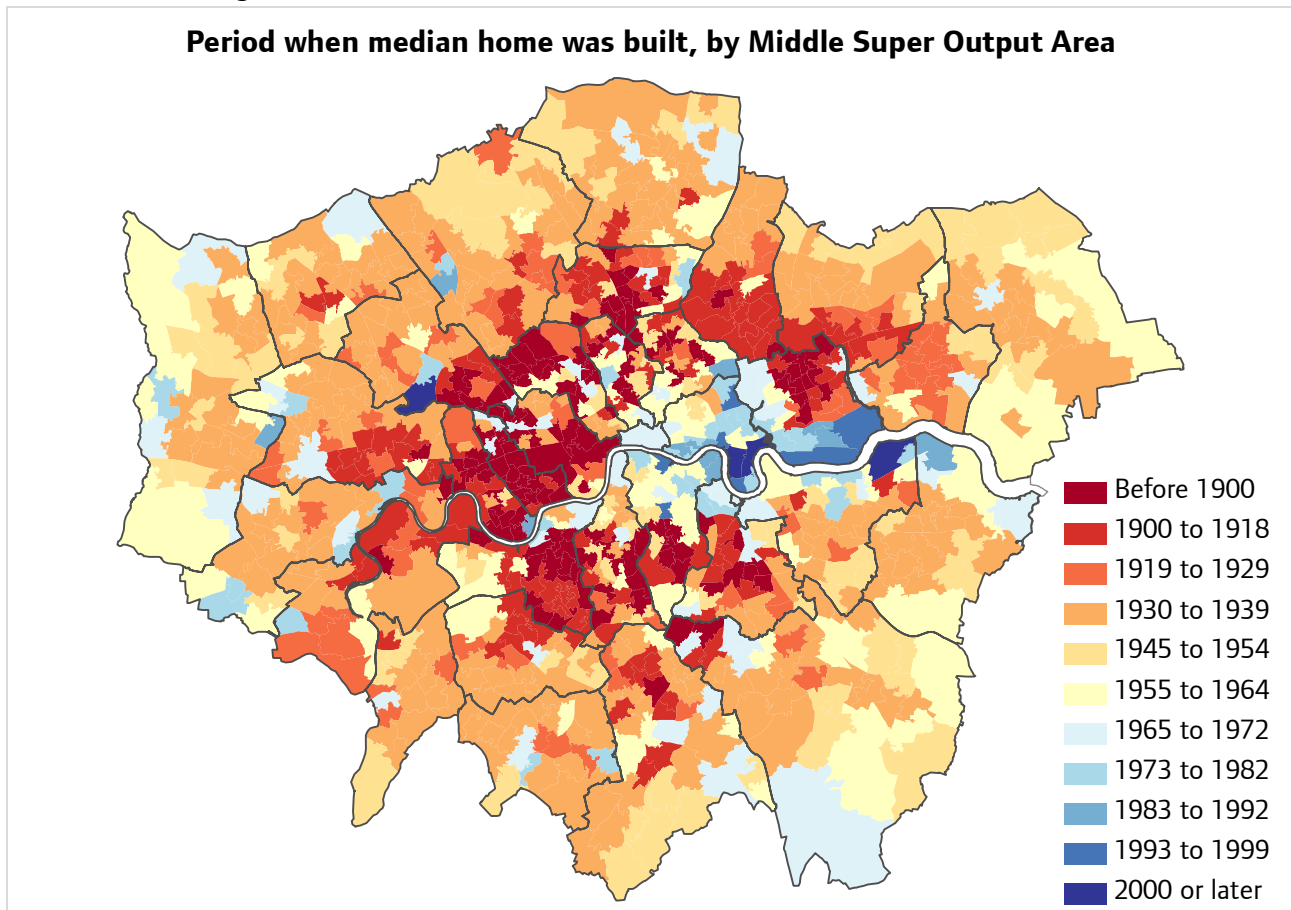 Period when median home was built, by Middle Super Output Area
Before 1900
1900 to 1918
1919 to 1929
1930 to 1939
1945 to 1954
1955 to 1964
1965 to 1972
1973 to 1982
1983 to 1992
1993 to 1999
2000 or later